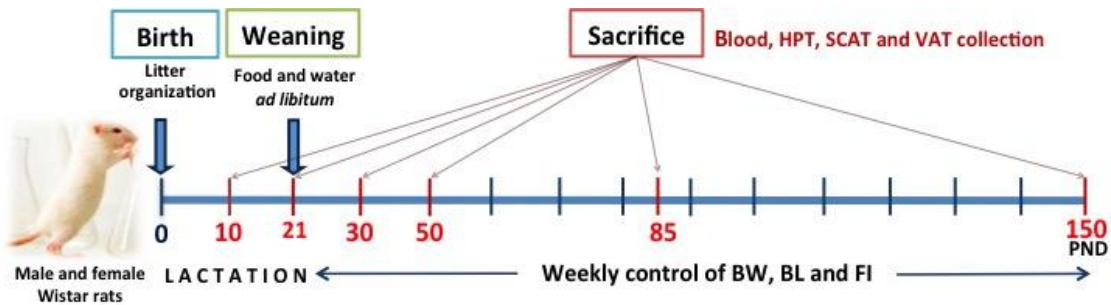 Birth
Weaning
Sacrifice
Blood, HPT, SCAT and VAT collection
Litter
organization
Food and water
ad libitum
0
10
21
30
50
85
150
PND
Male and female
Wistar rats
LACTATION
Weekly control of BW, BL and FI